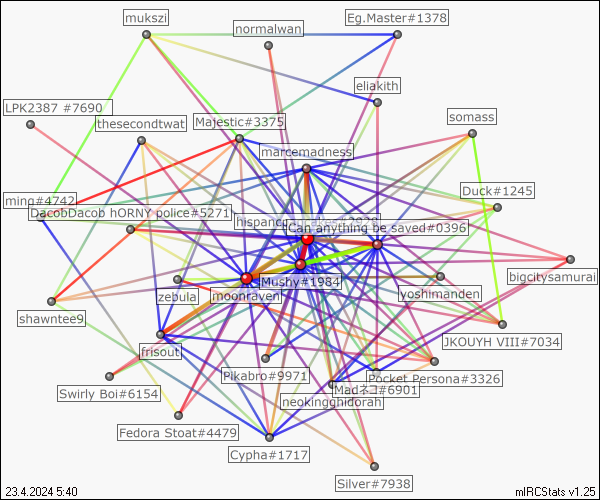 mukszi
Eg.Master#1378
normalwan
eliakith
LPK2387 #7690
thesecondtwat
Majestic#3375
somass
marcemadness
Duck#1245
ming#4742
DacobDacob hORNY police#5271
Can anything be saved#0396
Mushy#1984
moonraven
zebula
yoshimanden
bigcitysamurai
shawntee9
frisout
JKOUYH VIII#7034
Pikabro#9971
Pocket Persona#3326
Madネコ#6901
Swirly Boi#6154
neokingghidorah
Fedora Stoat#4479
Cypha#1717
Silver#7938
23.4.2024 5:40
mIRCStats v1.25